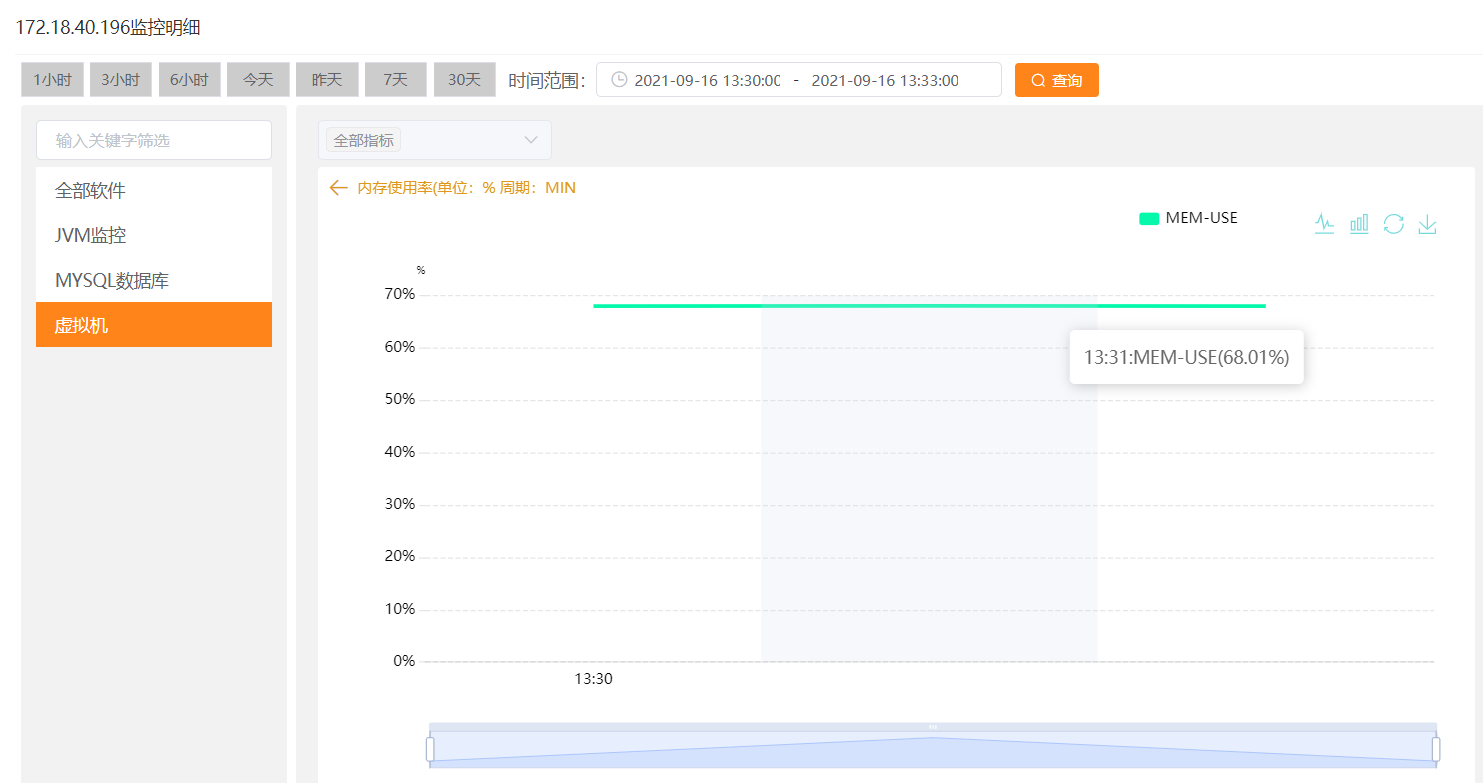 172.18.40.196监控明细
1小时 3小时 6小时 今天 昨天 7天 30天 时间范围： 2021-09-16 13:30:00 - 2021-09-16 13:33:00 查询
输入关键字筛选
全部软件
JVM监控
MYSQL数据库
虚拟机
全部指标
内存使用率(单位：% 周期：MIN
MEM-USE
%
70%
60%
13:31:MEM-USE(68.01%)
50%
40%
30%
20%
10%
0%
13:30